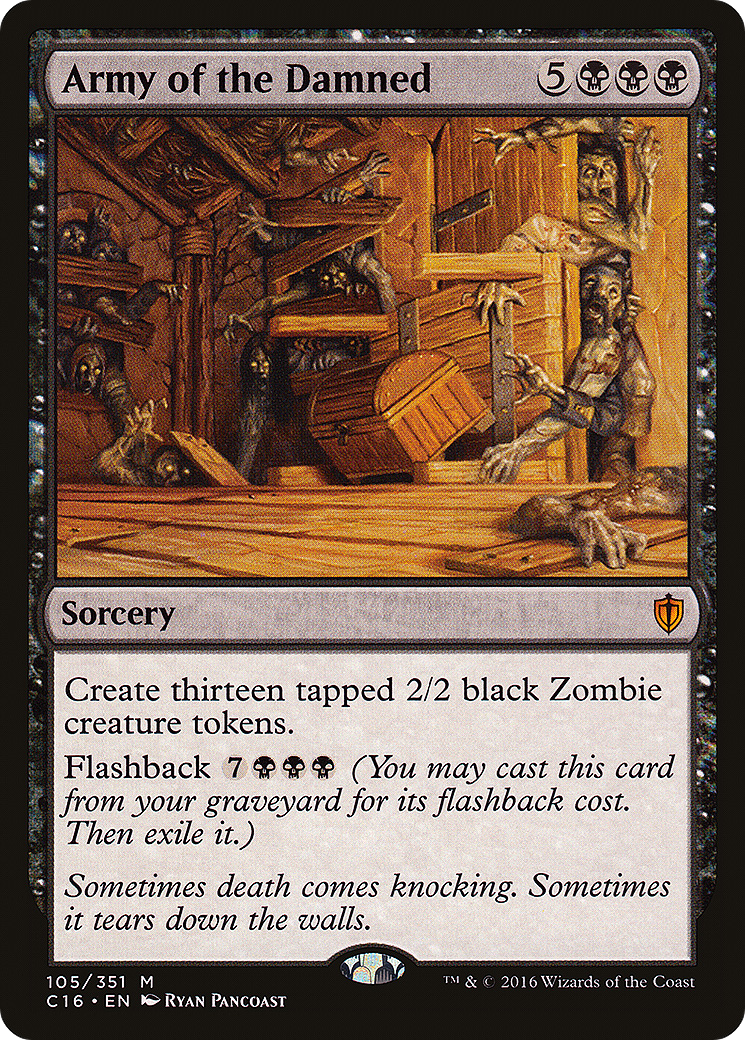 Army of the Damned 5
Sorcery
Create thirteen tapped 2/2 black Zombie
creature tokens.
Flashback 7 (You may cast this card
from your graveyard for its flashback cost.
Then exile it.)
Sometimes death comes knocking. Sometimes
it tears down the walls.
105/351 M
™ & © 2016 Wizards of the Coast
C16 • EN Ryan Pancoast